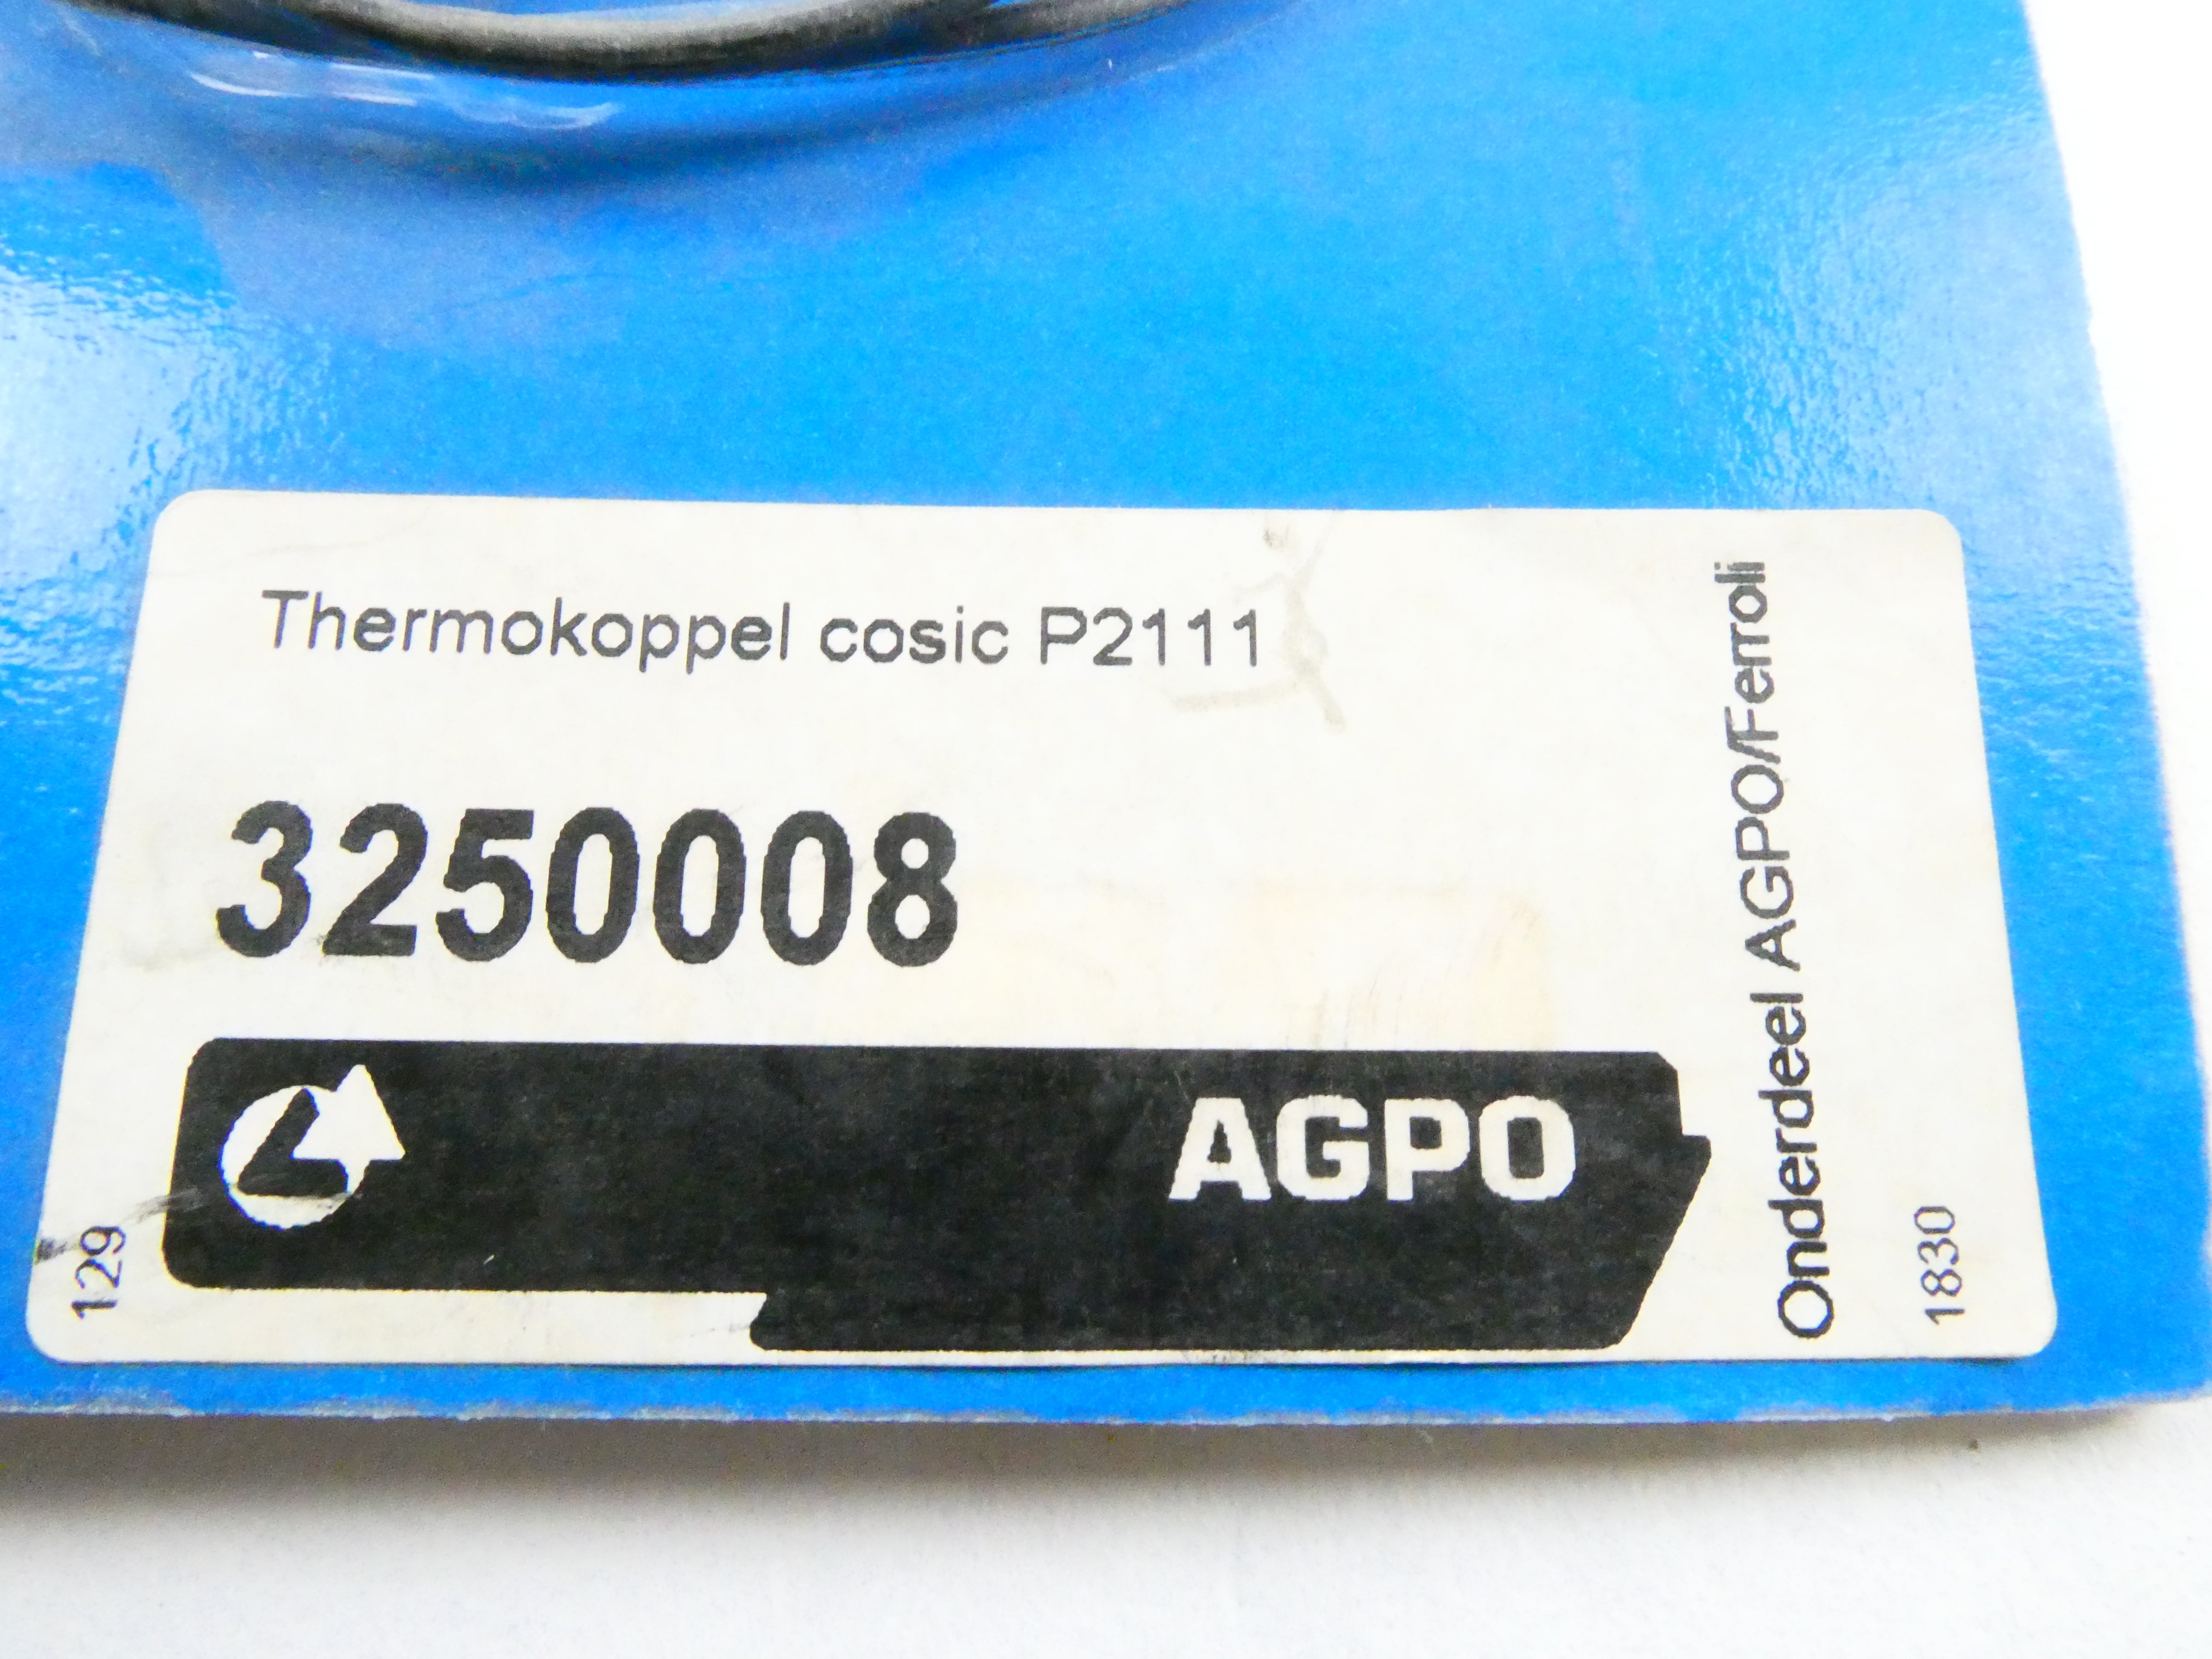 Thermokoppel cosic P2111
3250008
AGPO
129
Onderdeel AGPO/Ferroli
1830